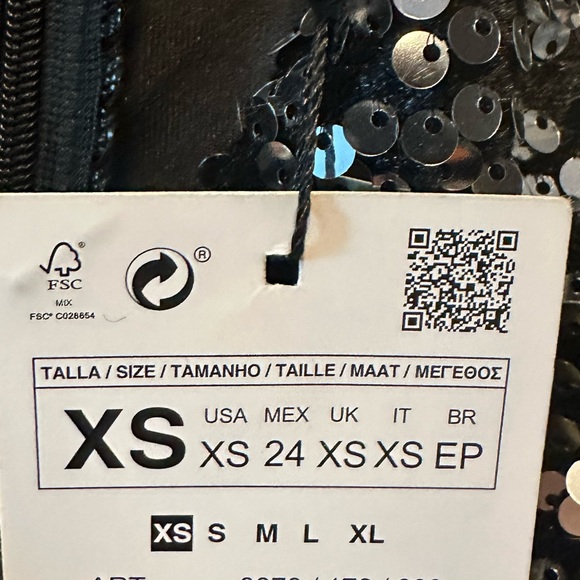 FSC®
MIX
FSC® C028654
®
TALLA / SIZE / TAMANHO / TAILLE / MAAT / ΜΕΓΕΘΟΣ
XS
USA MEX UK IT BR
XS 24 XS XS EP
XS S M L XL